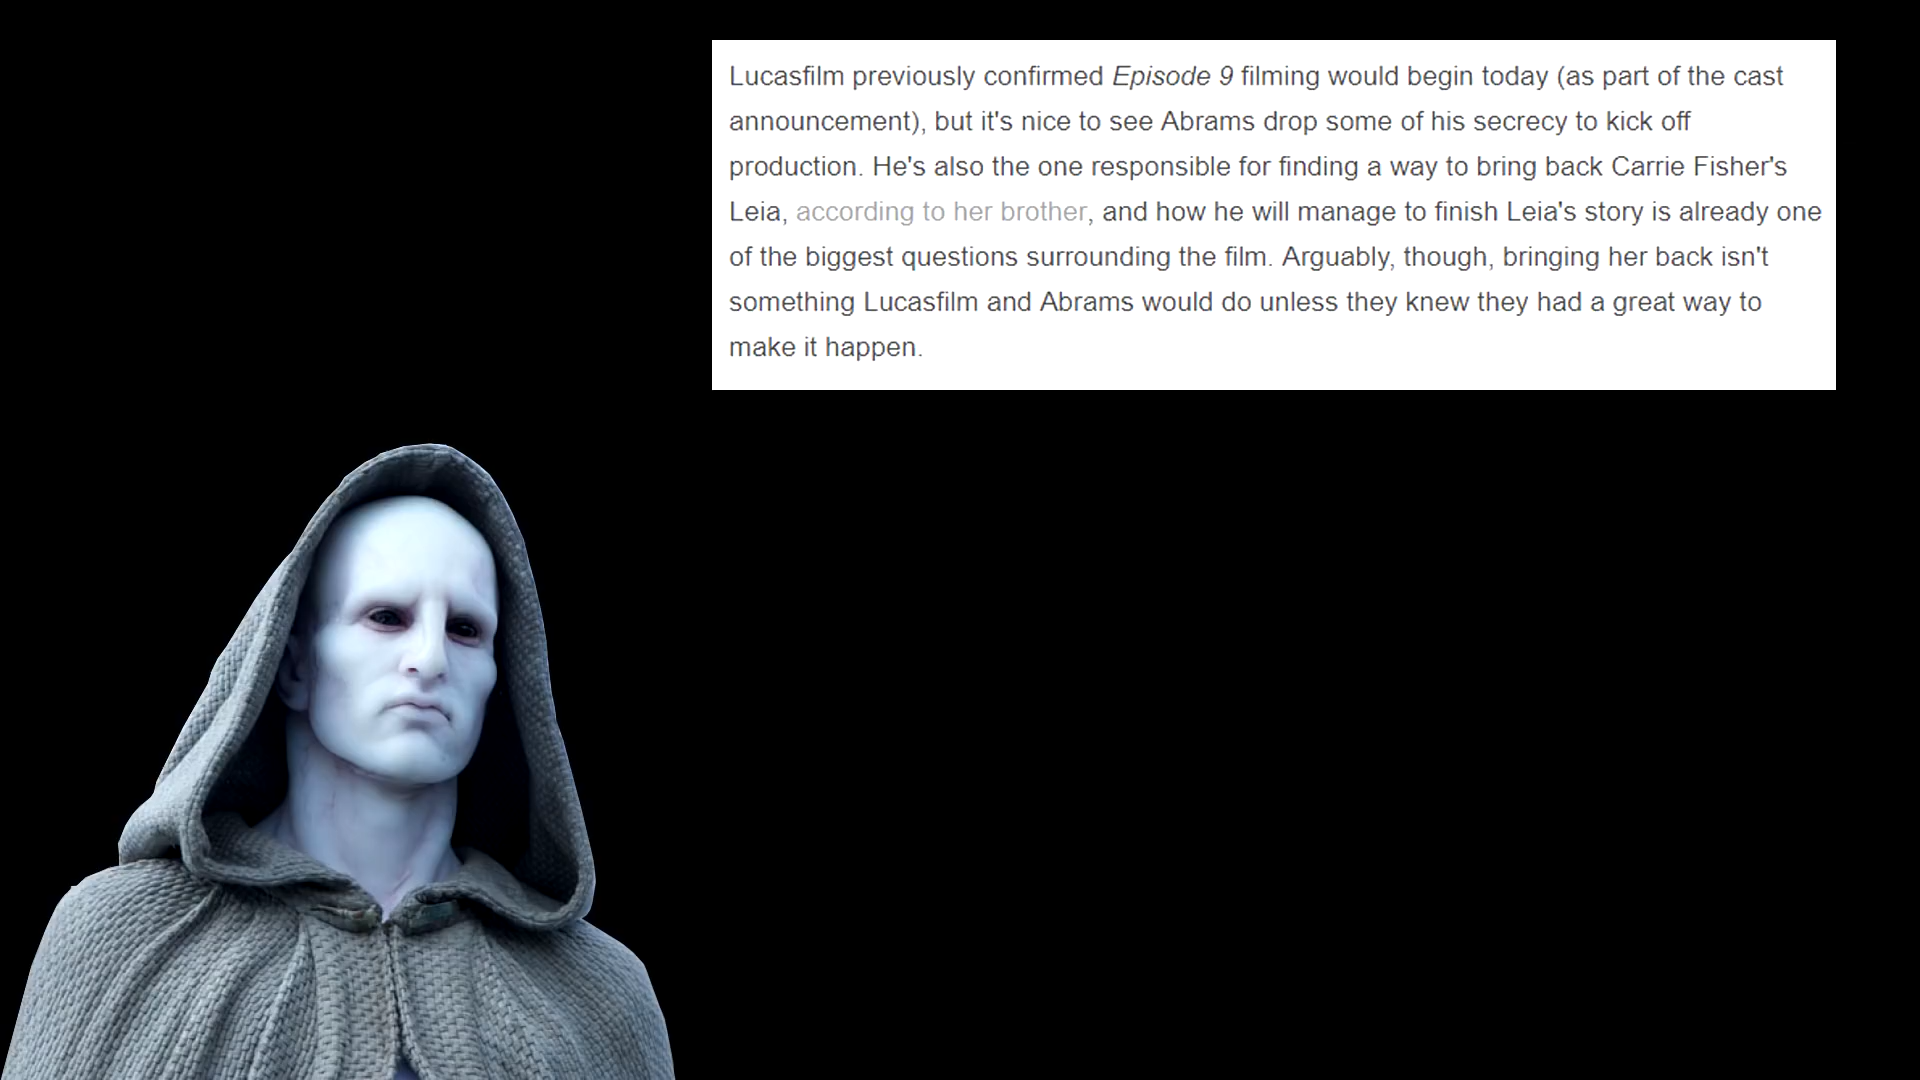 Lucasfilm previously confirmed Episode 9 filming would begin today (as part of the cast
announcement), but it's nice to see Abrams drop some of his secrecy to kick off
production. He's also the one responsible for finding a way to bring back Carrie Fisher's
Leia, according to her brother, and how he will manage to finish Leia's story is already one
of the biggest questions surrounding the film. Arguably, though, bringing her back isn't
something Lucasfilm and Abrams would do unless they knew they had a great way to
make it happen.